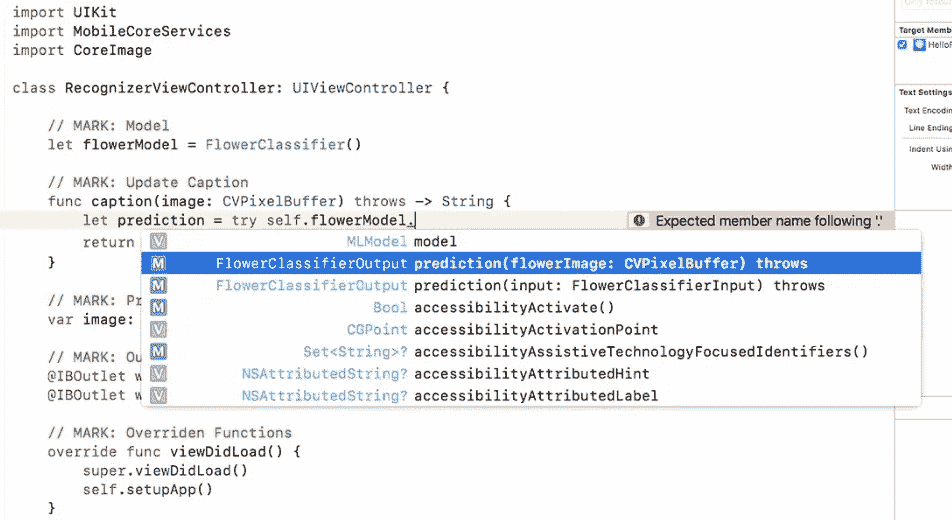 import UIKit
import MobileCoreServices
import CoreImage
class RecognizerViewController: UIViewController {
// MARK: Model
let flowerModel = FlowerClassifier()
// MARK: Update Caption
func caption(image: CVPixelBuffer) throws -> String {
let prediction = try self.flowerModel.
Expected member name following '.'
return
V MLModel model
M FlowerClassifierOutput prediction(flowerImage: CVPixelBuffer) throws
}
M FlowerClassifierOutput prediction(input: FlowerClassifierInput) throws
// MARK: Pr
M Bool accessibilityActivate()
var image:
V CGPoint accessibilityActivationPoint
// MARK: Ou
M Set<String>? accessibilityAssistiveTechnologyFocusedIdentifiers()
@IBOutlet w
V NSAttributedString? accessibilityAttributedHint
@IBOutlet w
V NSAttributedString? accessibilityAttributedLabel
// MARK: Overriden Functions
override func viewDidLoad() {
super.viewDidLoad()
self.setupApp()
}
Target Memb
HelloF
Text Settings
Text Encodin
Line Ending
Indent Usin
Width